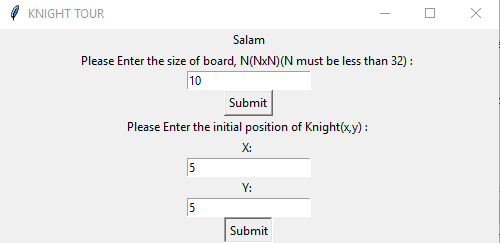 KNIGHT TOUR
Salam
Please Enter the size of board, N(NxN)(N must be less than 32) :
10
Submit
Please Enter the initial position of Knight(x,y) :
X:
5
Y:
5
Submit